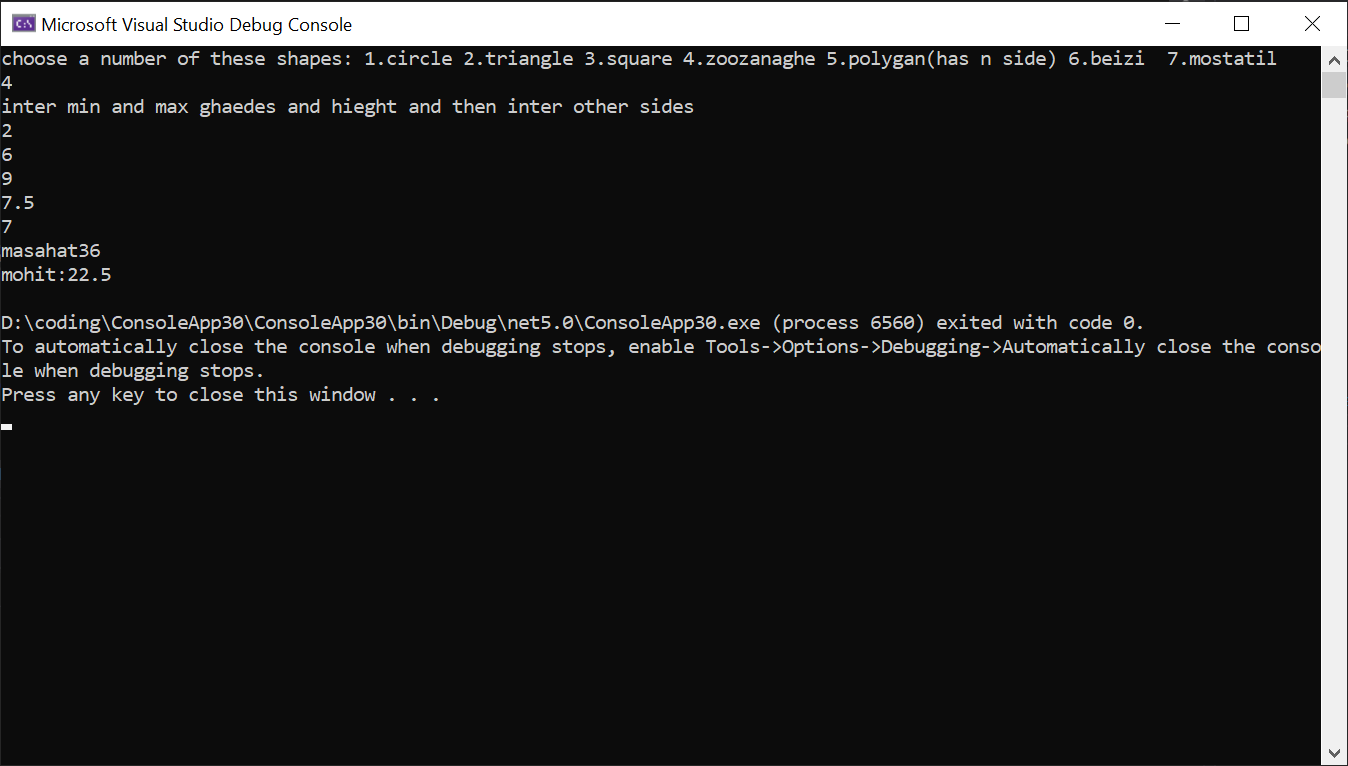 Microsoft Visual Studio Debug Console
choose a number of these shapes: 1.circle 2.triangle 3.square 4.zoozanaghe 5.polygan(has n side) 6.beizi  7.mostatil
4
inter min and max ghaedes and hieght and then inter other sides
2
6
9
7.5
7
masahat36
mohit:22.5
D:\coding\ConsoleApp30\ConsoleApp30\bin\Debug\net5.0\ConsoleApp30.exe (process 6560) exited with code 0.
To automatically close the console when debugging stops, enable Tools->Options->Debugging->Automatically close the conso
le when debugging stops.
Press any key to close this window . . .